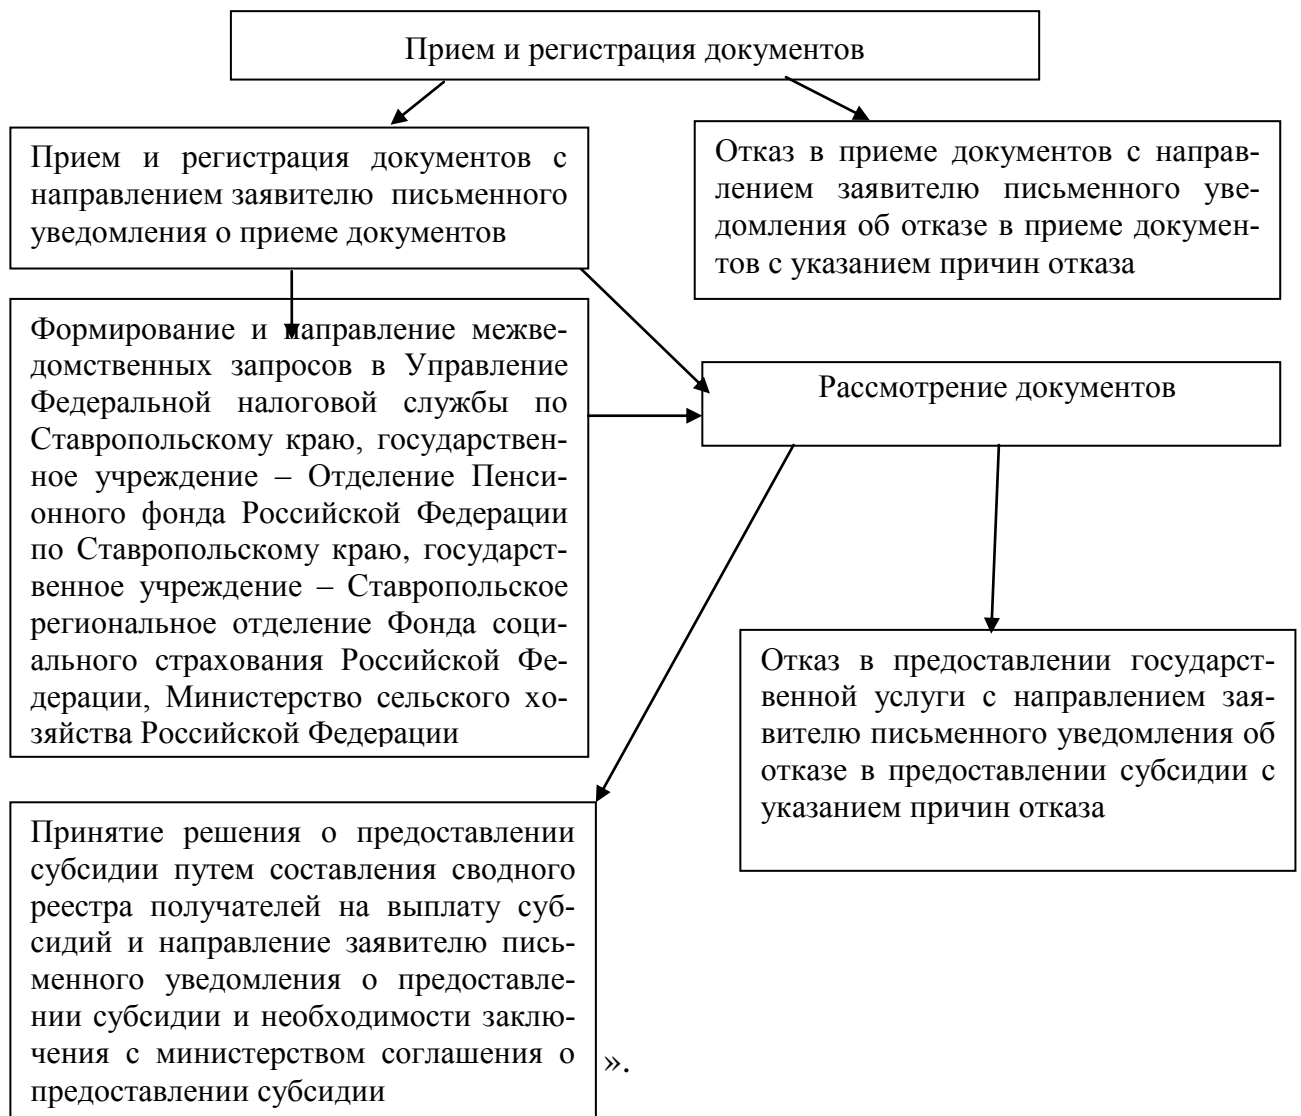 Прием и регистрация документов
Прием и регистрация документов с
направлением заявителю письменного
уведомления о приеме документов
Отказ в приеме документов с направ-
лением заявителю письменного уве-
домления об отказе в приеме докумен-
тов с указанием причин отказа
Формирование и направление межве-
домственных запросов в Управление
Федеральной налоговой службы по
Ставропольскому краю, государствен-
ное учреждение – Отделение Пенси-
онного фонда Российской Федерации
по Ставропольскому краю, государст-
венное учреждение – Ставропольское
региональное отделение Фонда соци-
ального страхования Российской Фе-
дерации, Министерство сельского хо-
зяйства Российской Федерации
Рассмотрение документов
Отказ в предоставлении государст-
венной услуги с направлением зая-
вителю письменного уведомления об
отказе в предоставлении субсидии с
указанием причин отказа
Принятие решения о предоставлении
субсидии путем составления сводного
реестра получателей на выплату суб-
сидий и направление заявителю пись-
менного уведомления о предоставле-
нии субсидии и необходимости заклю-
чения с министерством соглашения о
предоставлении субсидии
».